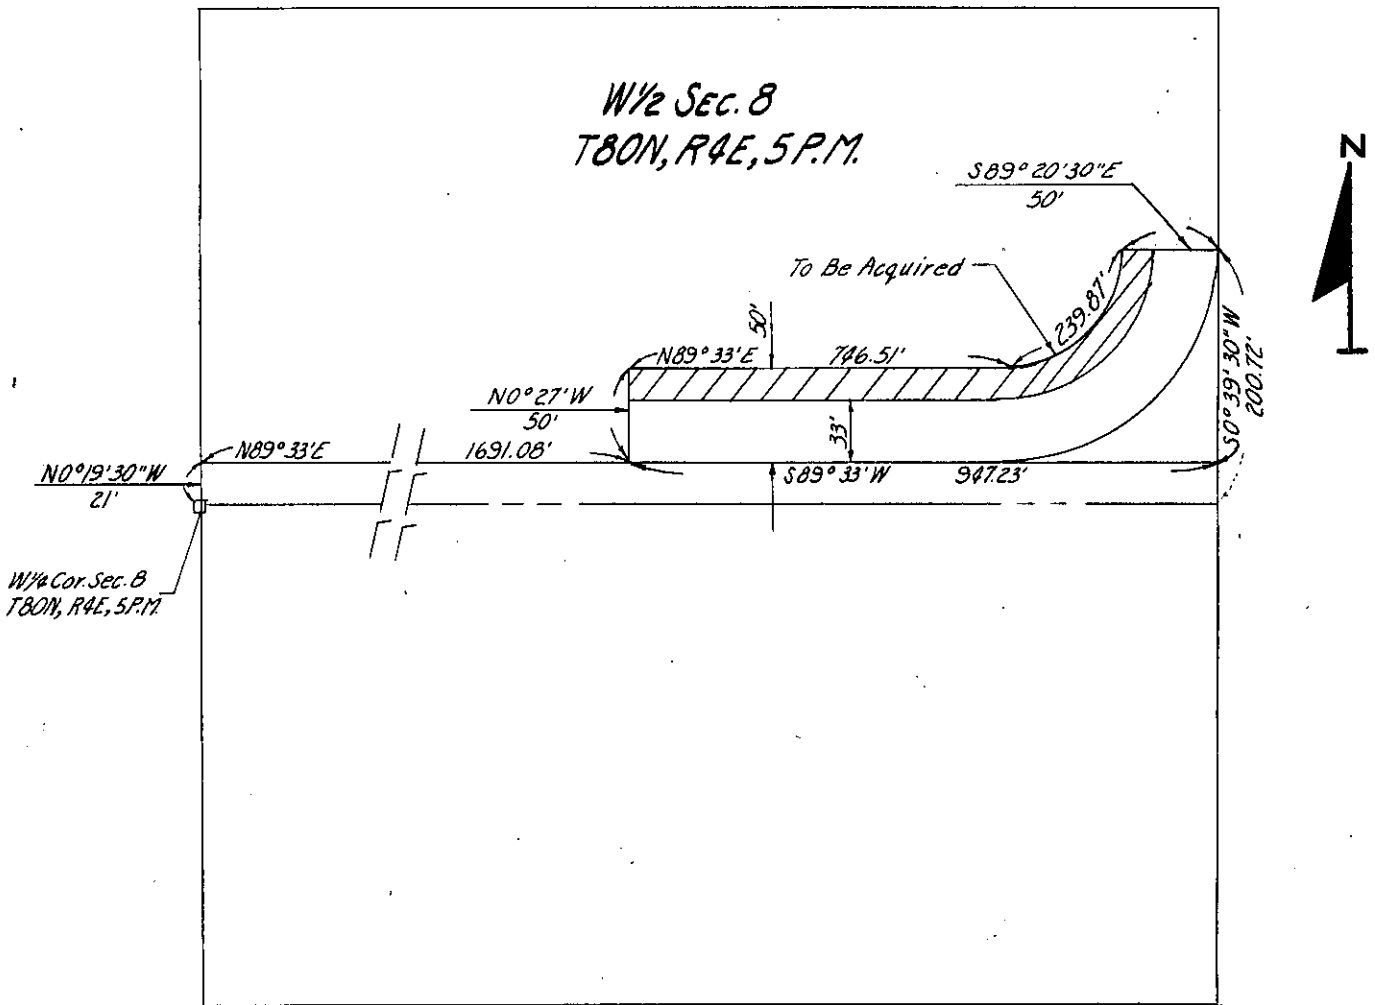 W½ SEC. 8
T80N, R4E, 5 P.M.
N
S89°20'30"E
50'
To Be Acquired
239.87'
50'
N89°33'E
746.51'
S0°39'30"W
200.72'
N0°27'W
50'
33'
N89°33'E
1691.08'
S89°33'W
947.23'
N0°19'30"W
21'
W¼ Cor. Sec. 8
T80N, R4E, 5P.M.